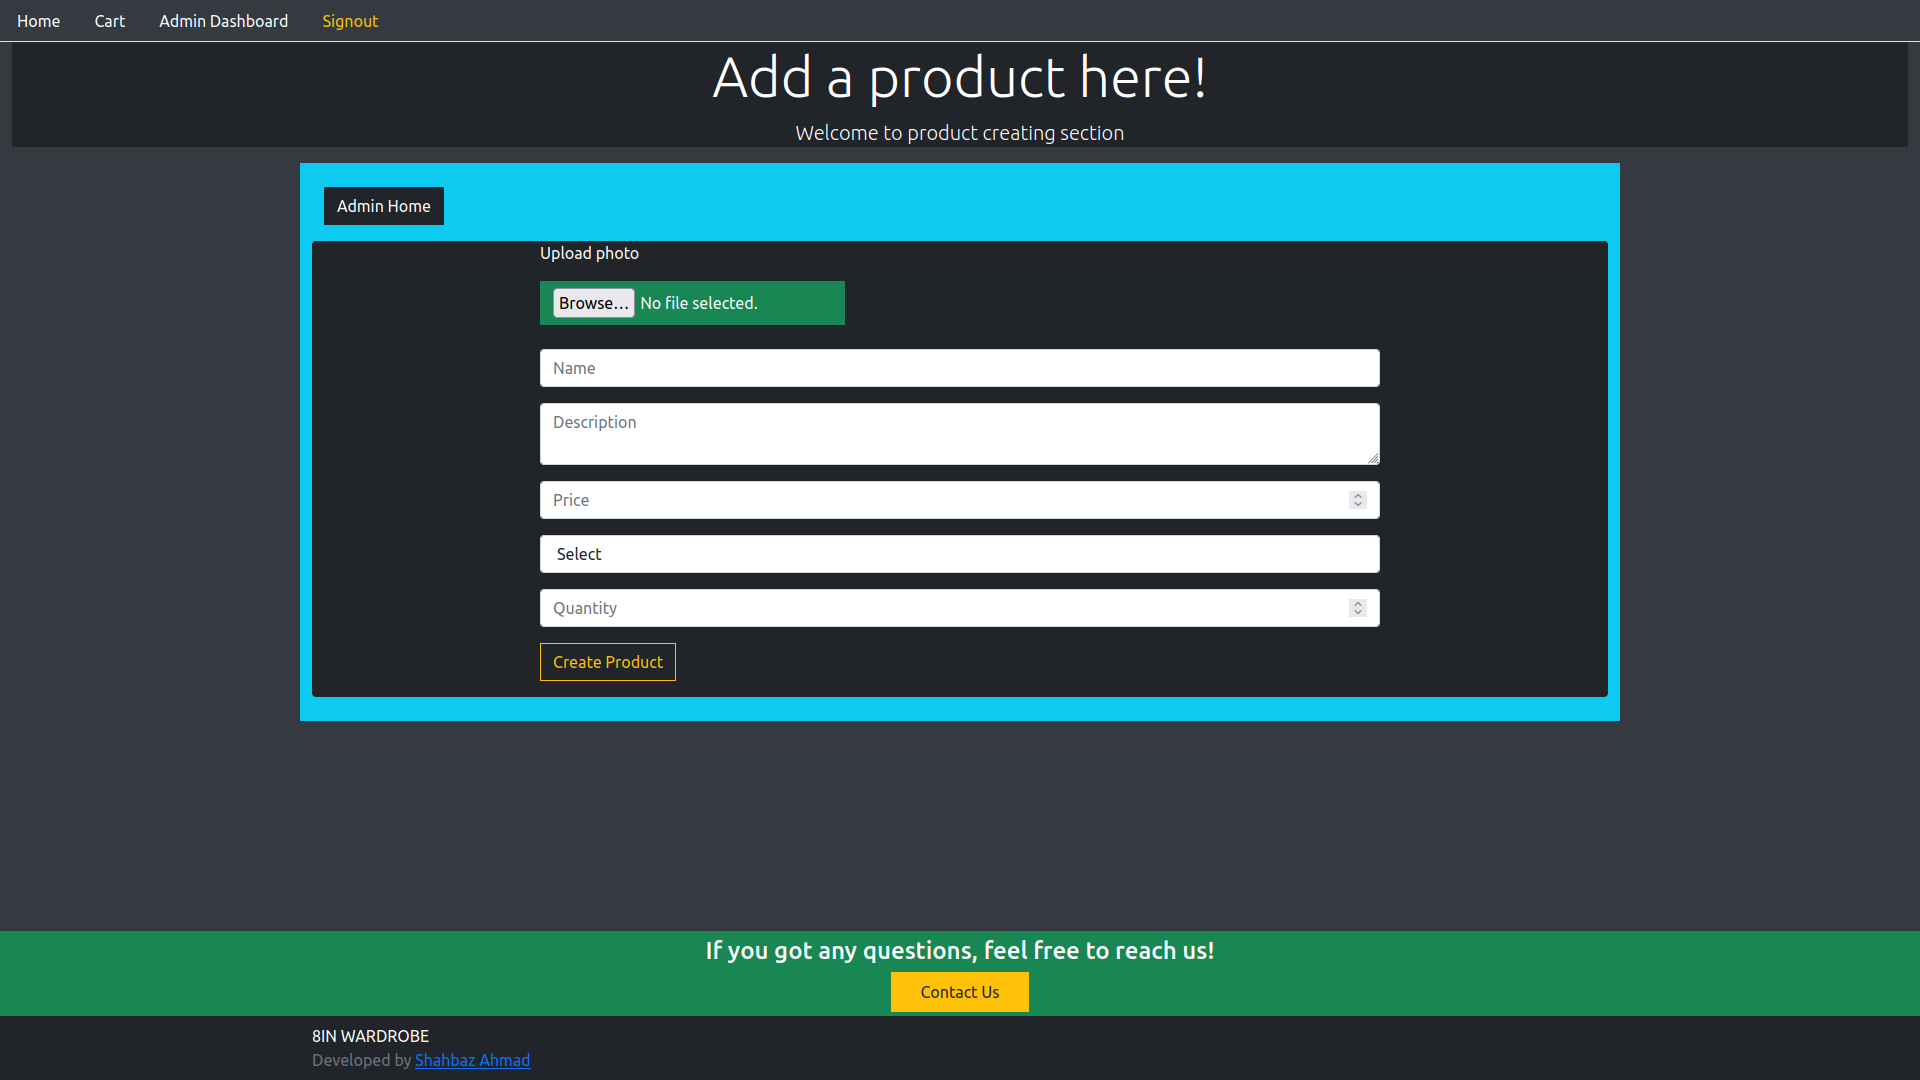 Home Cart Admin Dashboard Signout
Add a product here!
Welcome to product creating section
Admin Home
Upload photo
Browse... No file selected.
Name
Description
Price
Select
Quantity
Create Product
If you got any questions, feel free to reach us!
Contact Us
8IN WARDROBE
Developed by Shahbaz Ahmad